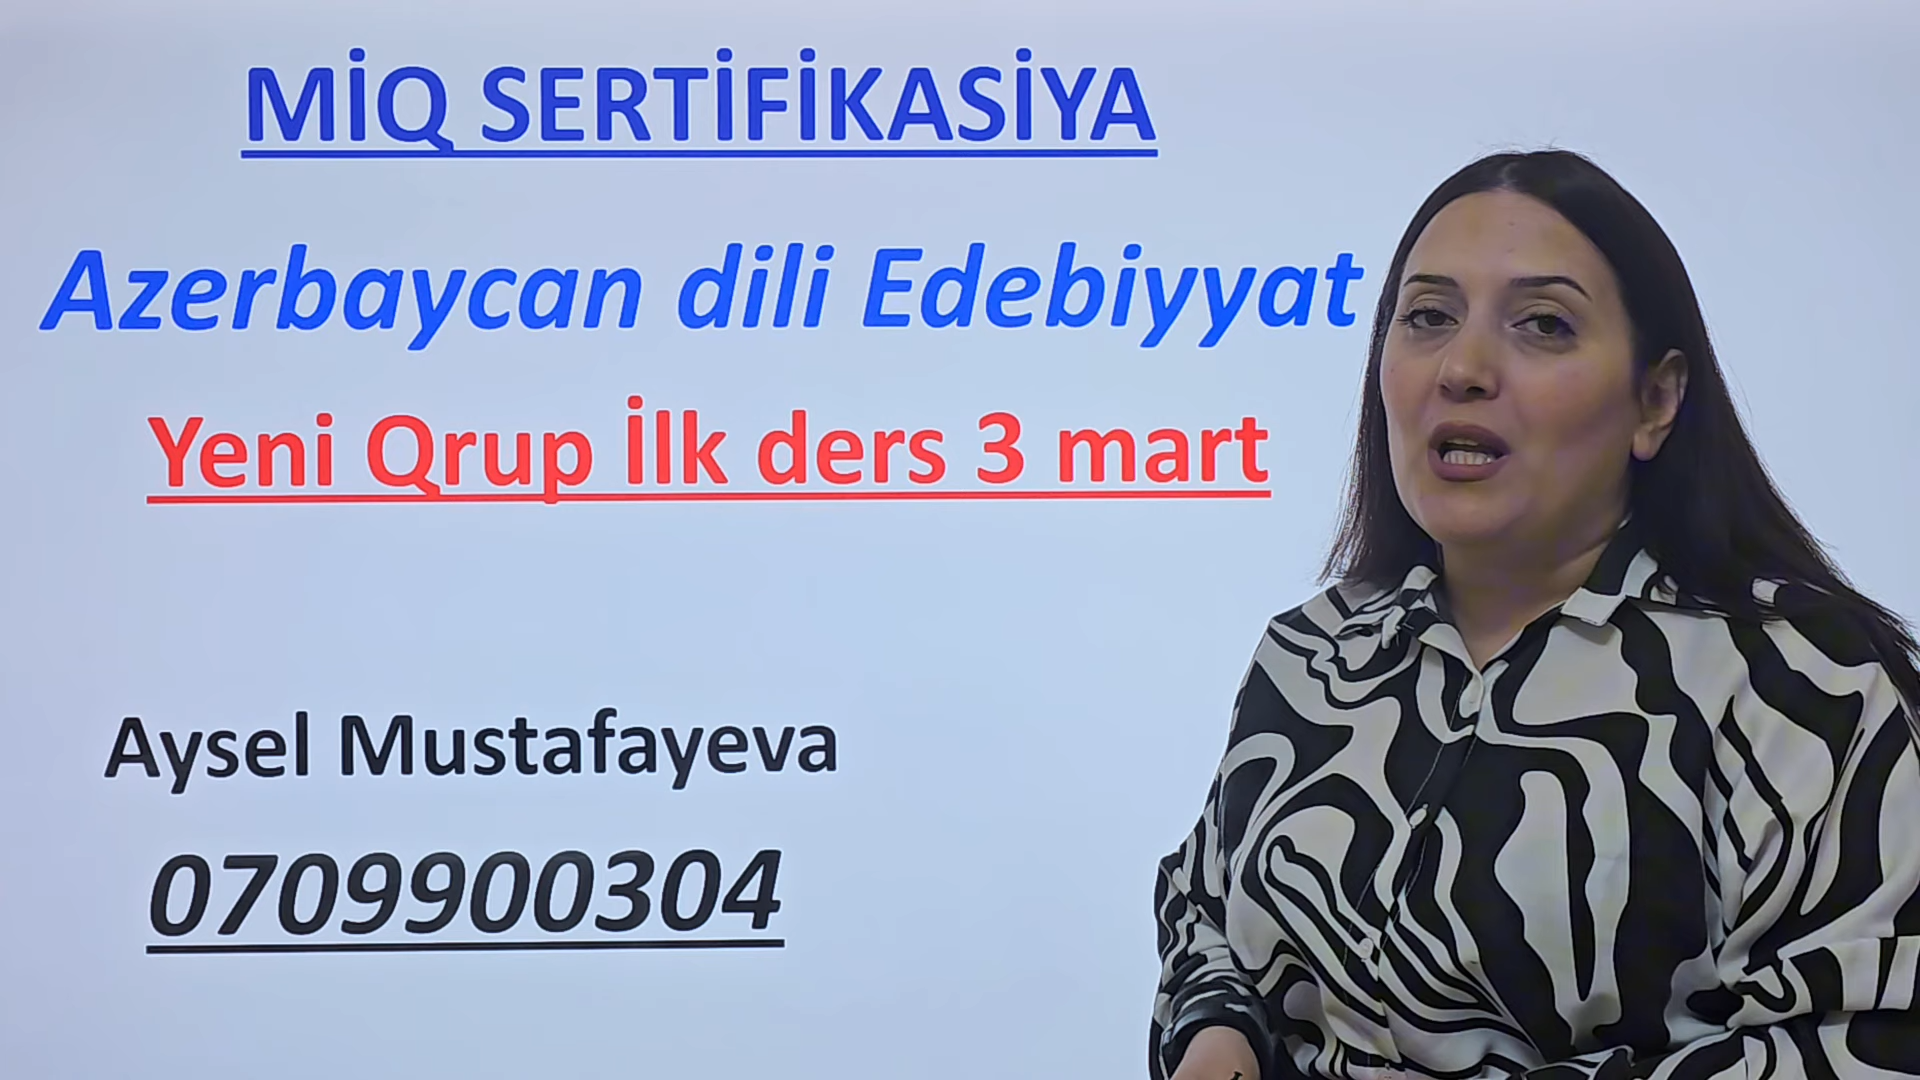 MİQ SERTİFİKASİYA
Azerbaycan dili Edebiyyat
Yeni Qrup İlk ders 3 mart
Aysel Mustafayeva
0709900304